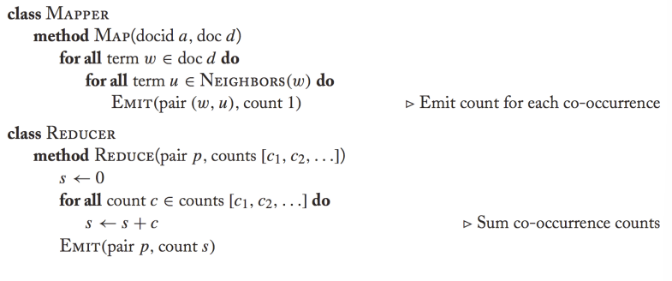 class MAPPER
method MAP(docid a, doc d)
for all term w ∈ doc d do
for all term u ∈ NEIGHBORS(w) do
EMIT(pair (w, u), count 1) ▷ Emit count for each co-occurrence
class REDUCER
method REDUCE(pair p, counts [c₁, c₂, . . .])
s ← 0
for all count c ∈ counts [c₁, c₂, . . .] do
s ← s + c ▷ Sum co-occurrence counts
EMIT(pair p, count s)